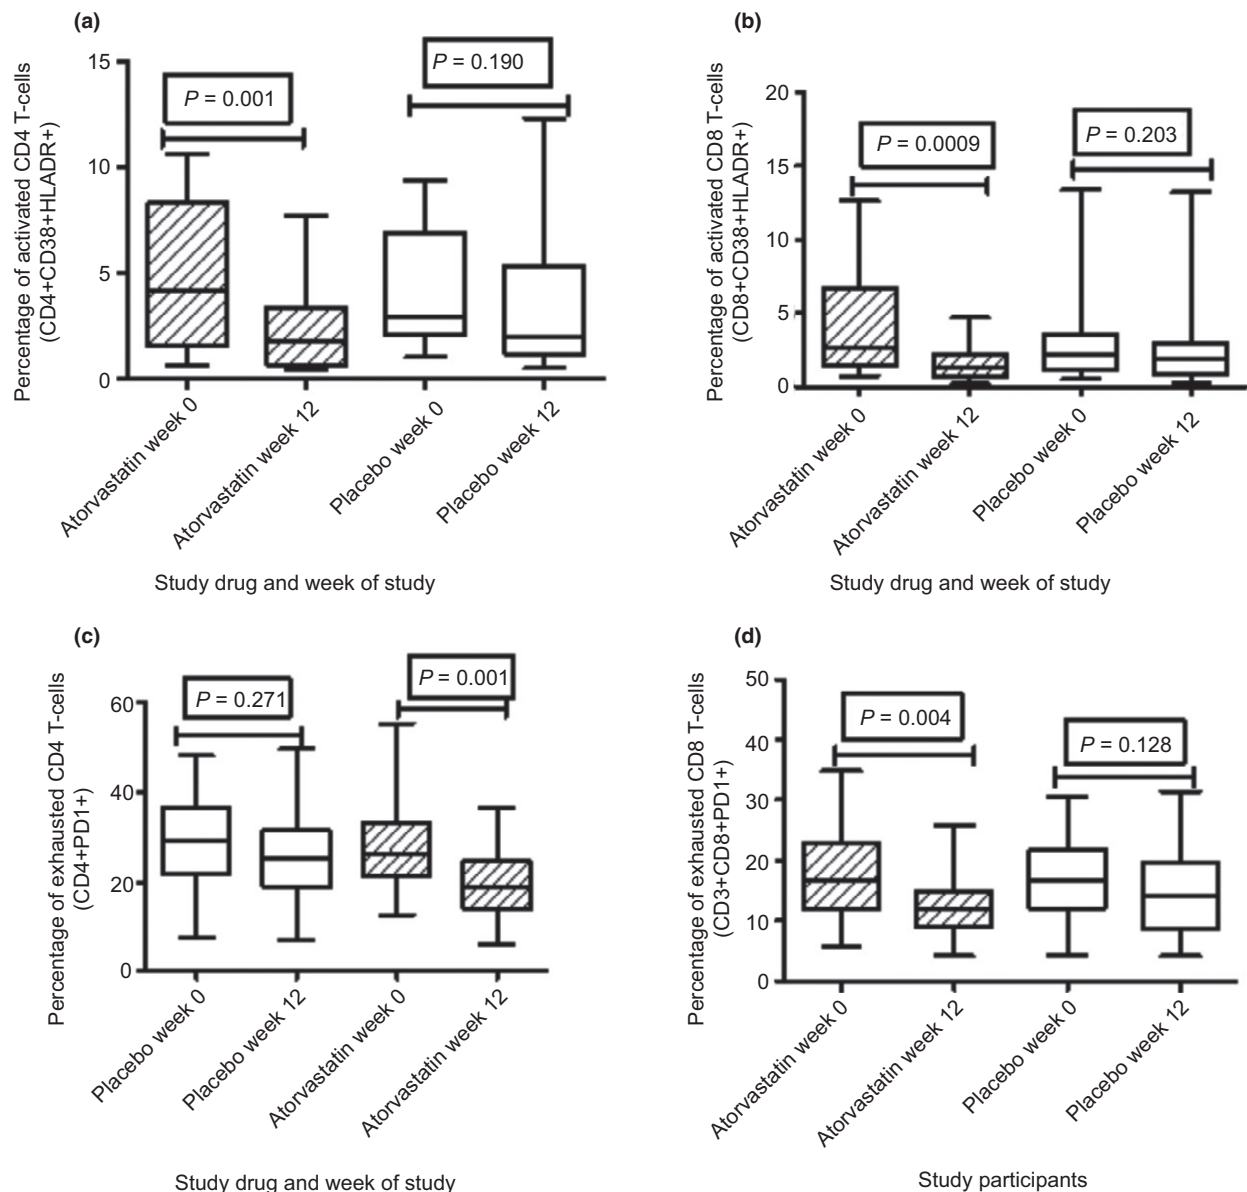 (a)
Percentage of activated CD4 T-cells
(CD4+CD38+HLADR+)
15
10
5
0
P = 0.001
P = 0.190
Atorvastatin week 0
Atorvastatin week 12
Placebo week 0
Placebo week 12
Study drug and week of study
(b)
Percentage of activated CD8 T-cells
(CD8+CD38+HLADR+)
20
15
10
5
0
P = 0.0009
P = 0.203
Atorvastatin week 0
Atorvastatin week 12
Placebo week 0
Placebo week 12
Study drug and week of study
(c)
Percentage of exhausted CD4 T-cells
(CD4+PD1+)
60
40
20
0
P = 0.271
P = 0.001
Placebo week 0
Placebo week 12
Atorvastatin week 0
Atorvastatin week 12
Study drug and week of study
(d)
Percentage of exhausted CD8 T-cells
(CD3+CD8+PD1+)
50
40
30
20
10
0
P = 0.004
P = 0.128
Atorvastatin week 0
Atorvastatin week 12
Placebo week 0
Placebo week 12
Study participants